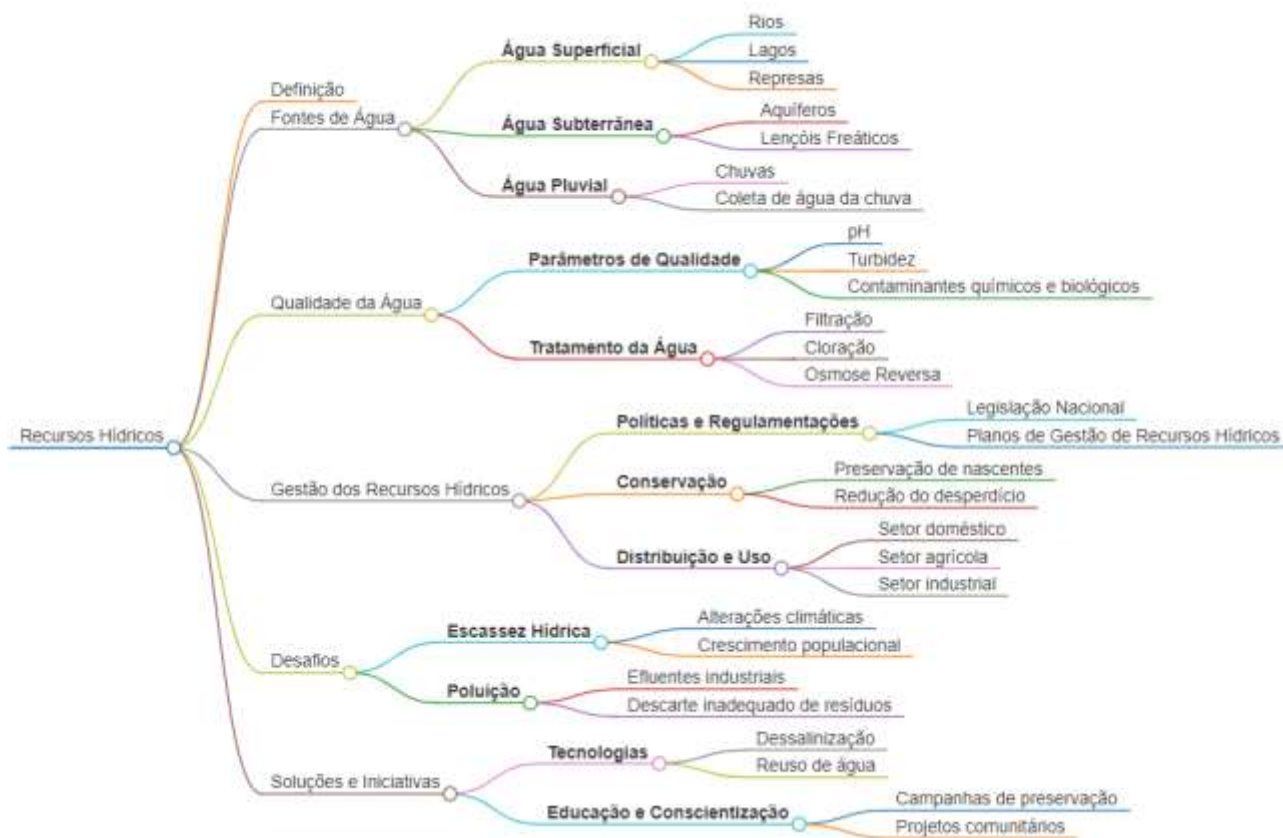 Recursos Hídricos
Definição
Fontes de Água
Água Superficial
Rios
Lagos
Represas
Água Subterrânea
Aquíferos
Lençóis Freáticos
Água Pluvial
Chuvas
Coleta de água da chuva
Qualidade da Água
Parâmetros de Qualidade
pH
Turbidez
Contaminantes químicos e biológicos
Tratamento da Água
Filtração
Cloração
Osmose Reversa
Gestão dos Recursos Hídricos
Políticas e Regulamentações
Legislação Nacional
Planos de Gestão de Recursos Hídricos
Conservação
Preservação de nascentes
Redução do desperdício
Distribuição e Uso
Setor doméstico
Setor agrícola
Setor industrial
Desafios
Escassez Hídrica
Alterações climáticas
Crescimento populacional
Poluição
Efluentes industriais
Descarte inadequado de resíduos
Soluções e Iniciativas
Tecnologias
Dessalinização
Reuso de água
Educação e Conscientização
Campanhas de preservação
Projetos comunitários